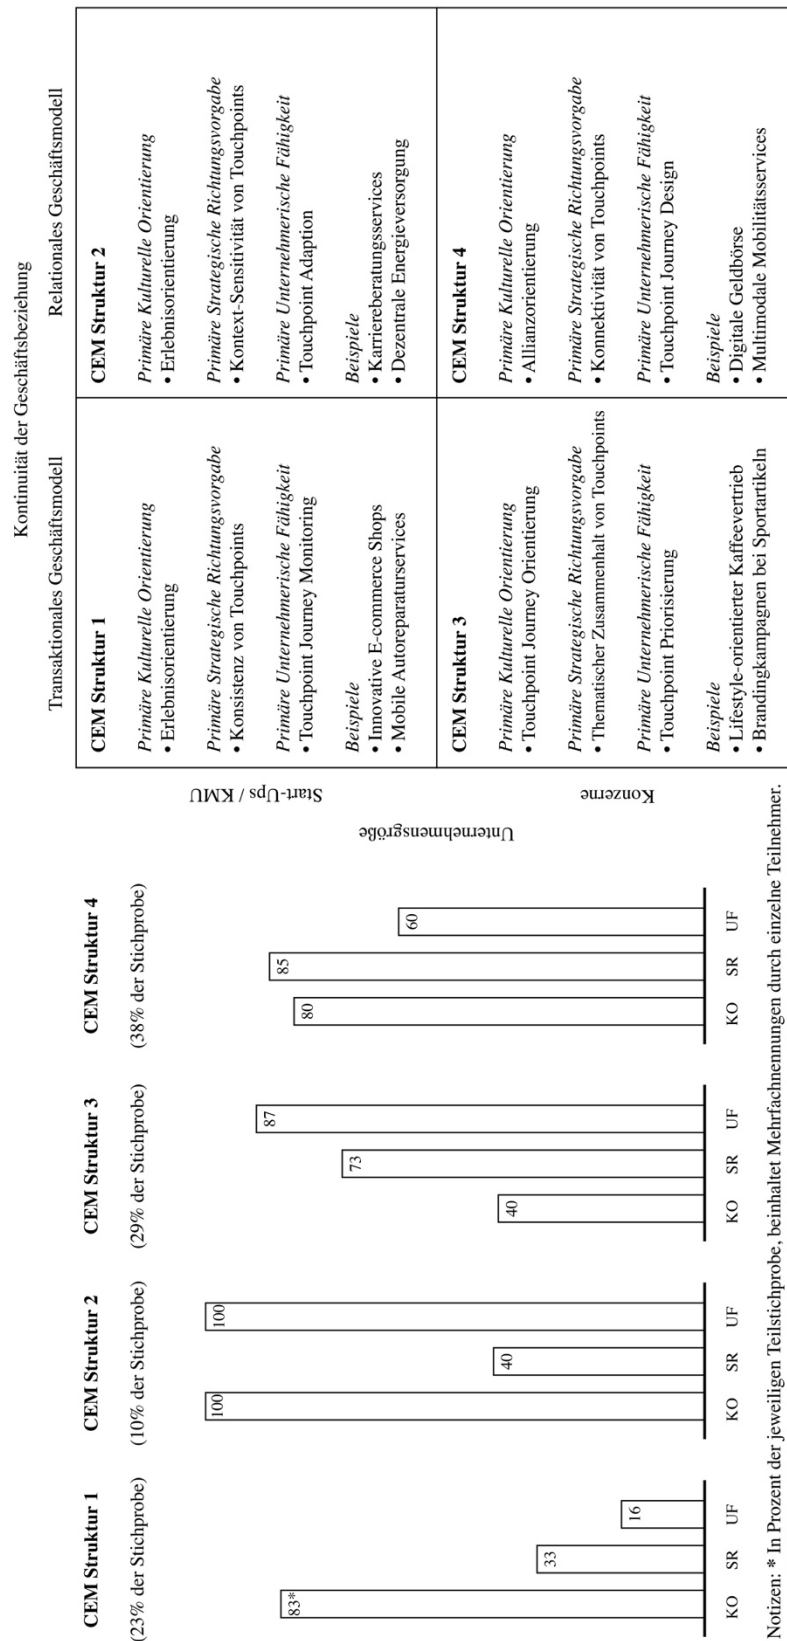 CEM Struktur 1
(23% der Stichprobe)
83*
33
16
KO
SR
UF
CEM Struktur 2
(10% der Stichprobe)
100
40
100
KO
SR
UF
CEM Struktur 3
(29% der Stichprobe)
40
73
87
KO
SR
UF
CEM Struktur 4
(38% der Stichprobe)
80
85
60
KO
SR
UF
Notizen: * In Prozent der jeweiligen Teilstichprobe, beinhaltet Mehrfachnennungen durch einzelne Teilnehmer.
Kontinuität der Geschäftsbeziehung
Transaktionales Geschäftsmodell
Relationales Geschäftsmodell
Unternehmensgröße
Start-Ups / KMU
Konzerne
CEM Struktur 1
Primäre Kulturelle Orientierung
• Erlebnisorientierung
Primäre Strategische Richtungsvorgabe
• Konsistenz von Touchpoints
Primäre Unternehmerische Fähigkeit
• Touchpoint Journey Monitoring
Beispiele
• Innovative E-commerce Shops
• Mobile Autoreparaturservices
CEM Struktur 2
Primäre Kulturelle Orientierung
• Erlebnisorientierung
Primäre Strategische Richtungsvorgabe
• Kontext-Sensitivität von Touchpoints
Primäre Unternehmerische Fähigkeit
• Touchpoint Adaption
Beispiele
• Karriereberatungsservices
• Dezentrale Energieversorgung
CEM Struktur 3
Primäre Kulturelle Orientierung
• Touchpoint Journey Orientierung
Primäre Strategische Richtungsvorgabe
• Thematischer Zusammenhalt von Touchpoints
Primäre Unternehmerische Fähigkeit
• Touchpoint Priorisierung
Beispiele
• Lifestyle-orientierter Kaffeevertrieb
• Brandingkampagnen bei Sportartikeln
CEM Struktur 4
Primäre Kulturelle Orientierung
• Allianzorientierung
Primäre Strategische Richtungsvorgabe
• Konnektivität von Touchpoints
Primäre Unternehmerische Fähigkeit
• Touchpoint Journey Design
Beispiele
• Digitale Geldbörse
• Multimodale Mobilitätsservices